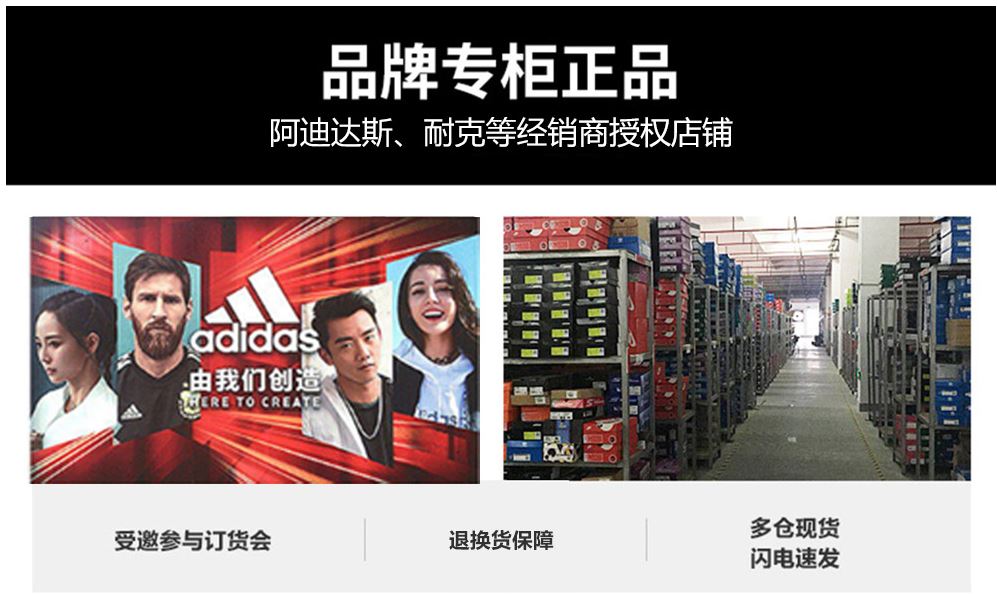 品牌专柜正品
阿迪达斯、耐克等经销商授权店铺
adidas
由我们创造
HERE TO CREATE
受邀参与订货会
退换货保障
多仓现货
闪电速发